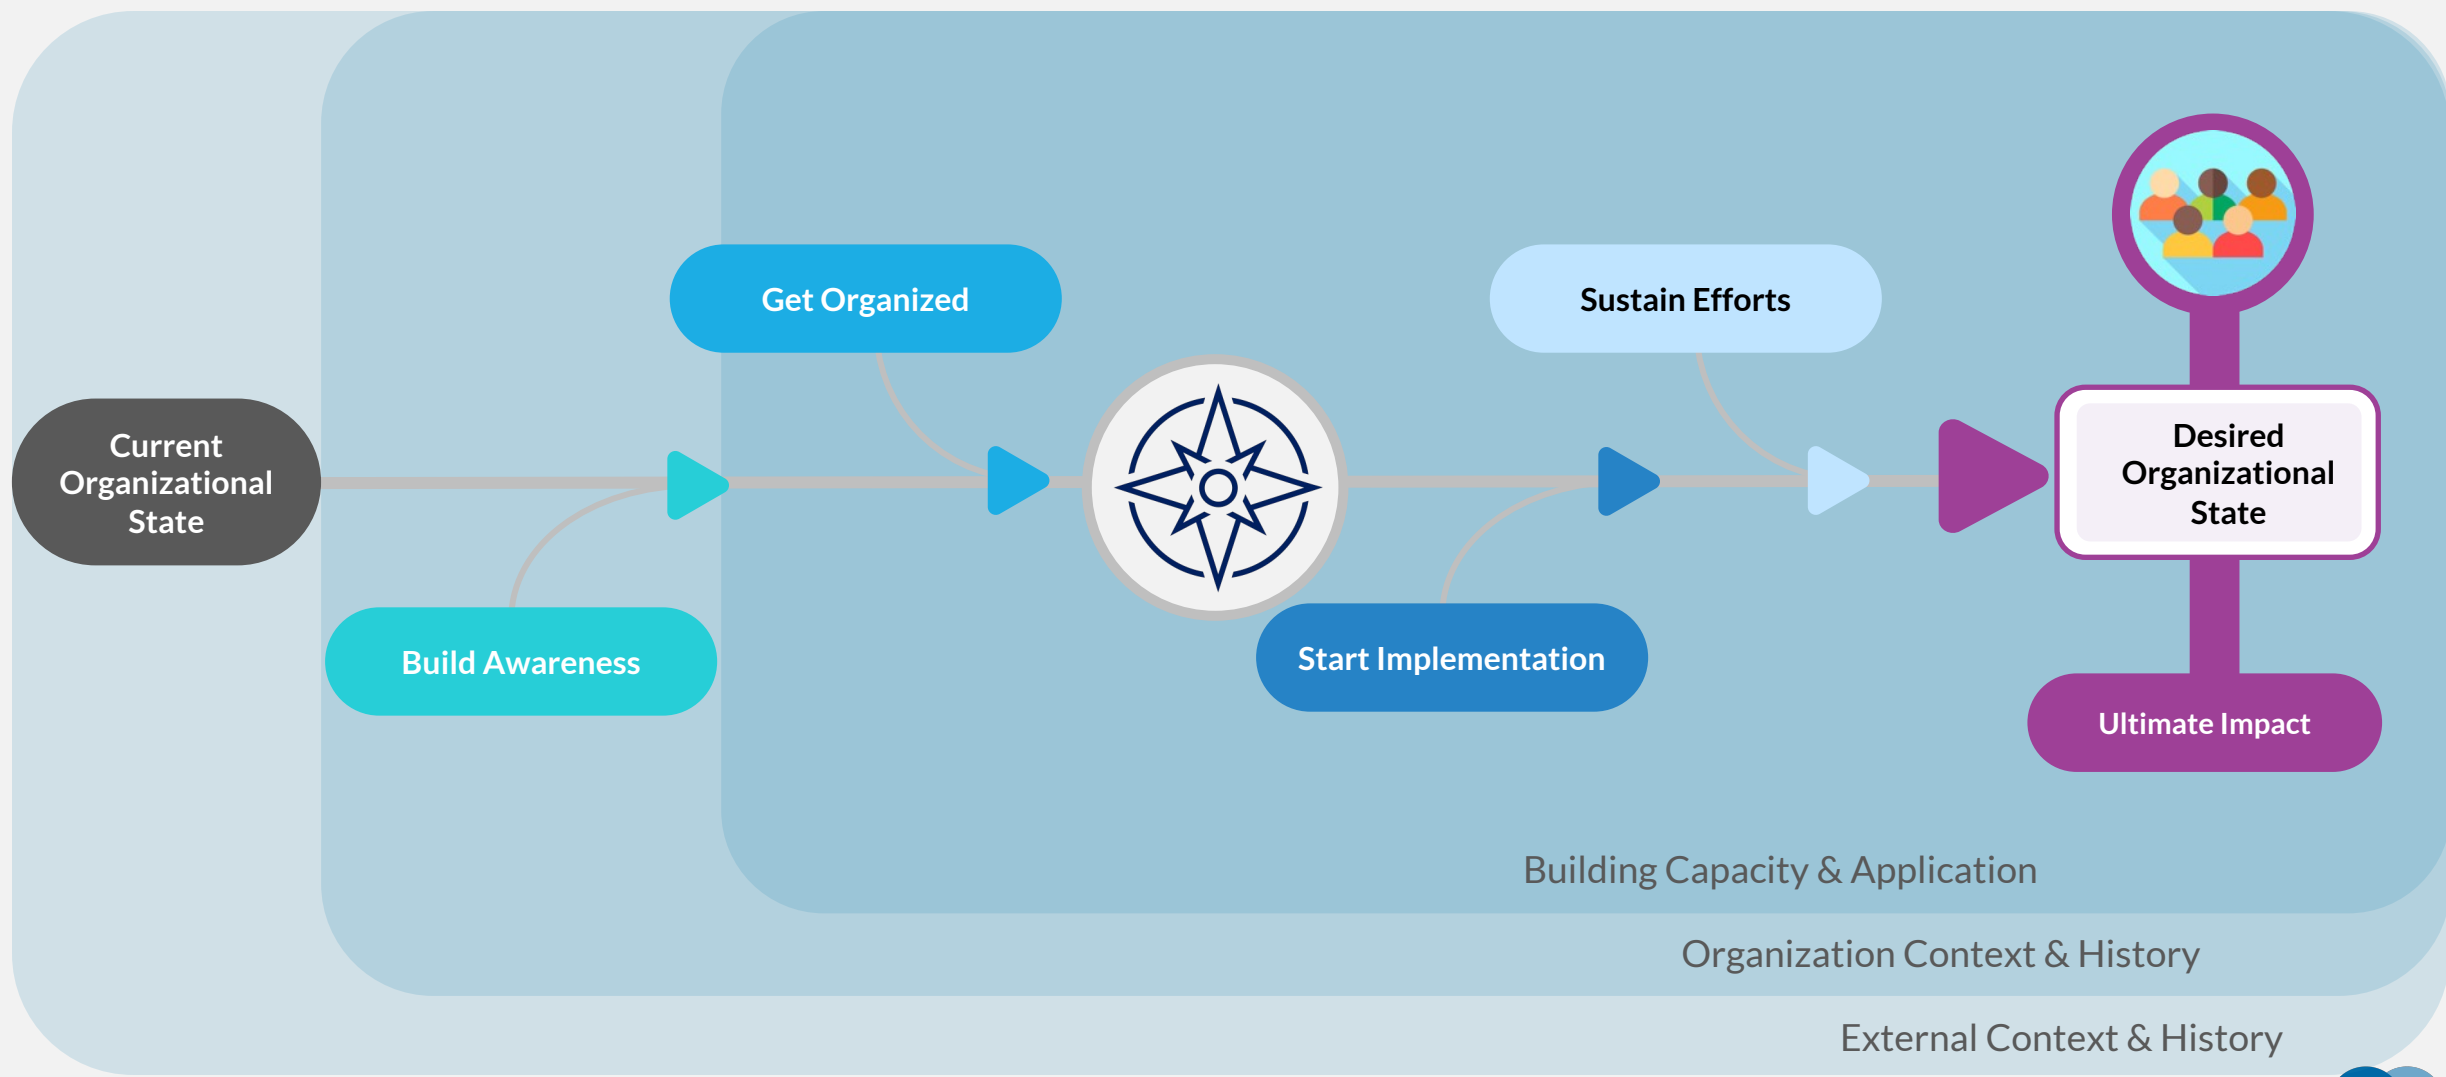 Get Organized
Sustain Efforts
Current
Organizational
State
Desired
Organizational
State
Build Awareness
Start Implementation
Ultimate Impact
Building Capacity & Application
Organization Context & History
External Context & History